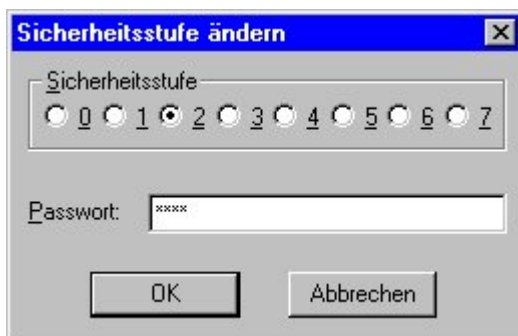 Sicherheitsstufe ändern
Sicherheitsstufe
0 1 2 3 4 5 6 7
Passwort: ****
OK Abbrechen